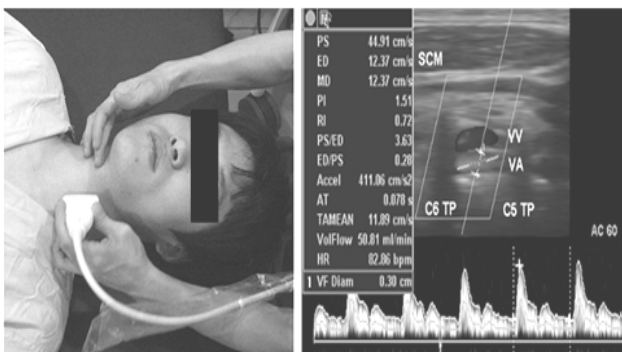 PS 44.91 cm/s
ED 12.37 cm/s
MD 12.37 cm/s
PI 1.51
RI 0.72
PS/ED 3.63
ED/PS 0.28
Accel 411.06 cm/s2
AT 0.078 s
TAMEAN 11.89 cm/s
VolFlow 50.81 ml/min
HR 82.86 bpm
1 VF Diam 0.30 cm
SCM
VV
VA
C6 TP C5 TP
AC 60